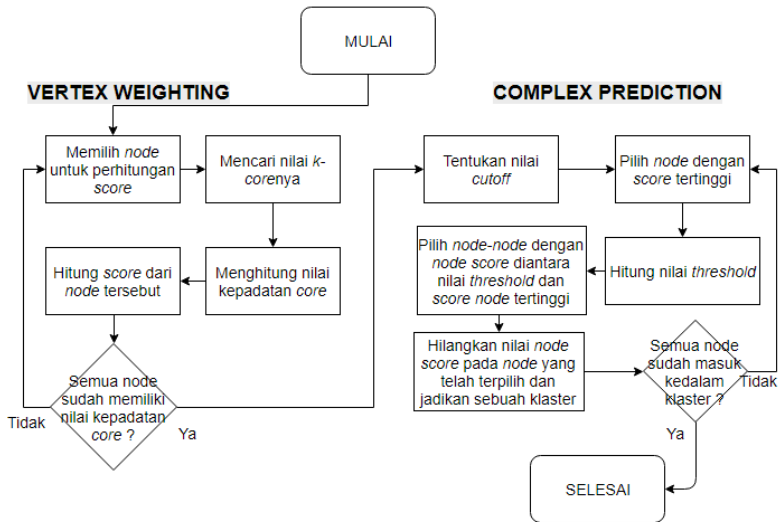 MULAI
VERTEX WEIGHTING
Memilih node
untuk perhitungan
score
Mencari nilai k-
corenya
Menghitung nilai
kepadatan core
Hitung score dari
node tersebut
Semua node
sudah memiliki
nilai kepadatan
core ?
Tidak
Ya
COMPLEX PREDICTION
Tentukan nilai
cutoff
Pilih node dengan
score tertinggi
Hitung nilai threshold
Pilih node-node dengan
node score diantara
nilai threshold dan
score node tertinggi
Hilangkan nilai node
score pada node yang
telah terpilih dan
jadikan sebuah klaster
Semua node
sudah masuk
kedalam
klaster ?
Tidak
Ya
SELESAI